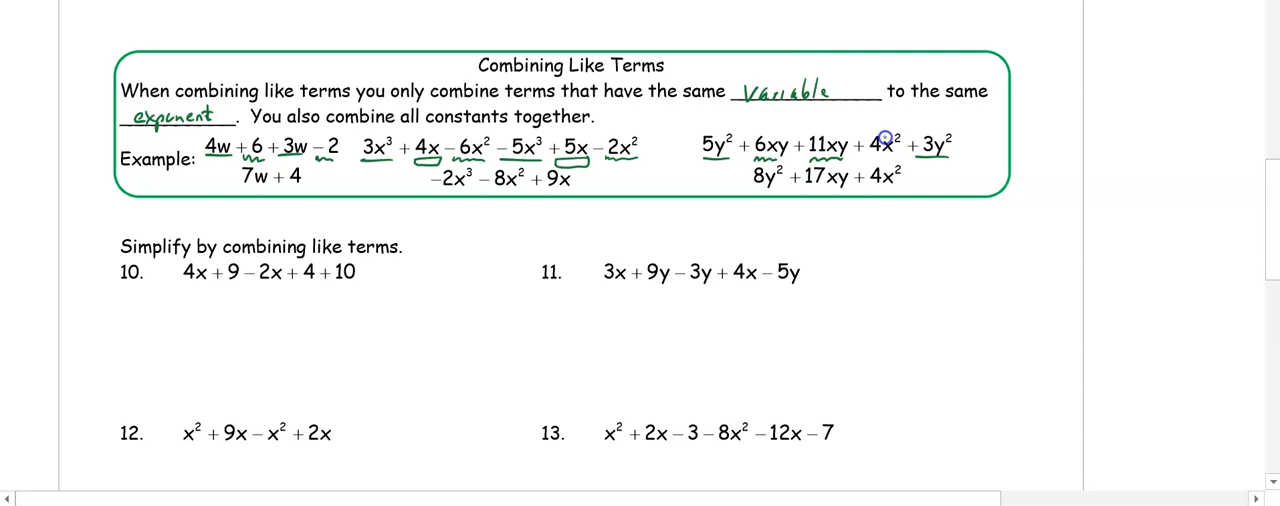 Combining Like Terms
When combining like terms you only combine terms that have the same variable to the same
exponent. You also combine all constants together.
Example: 4w + 6 + 3w – 2 3x³ + 4x – 6x² – 5x³ + 5x – 2x² 5y² + 6xy + 11xy + 4x² + 3y²
7w + 4 –2x³ – 8x² + 9x 8y² + 17xy + 4x²
Simplify by combining like terms.
10. 4x + 9 – 2x + 4 + 10 11. 3x + 9y – 3y + 4x – 5y
12. x² + 9x – x² + 2x 13. x² + 2x – 3 – 8x² – 12x – 7